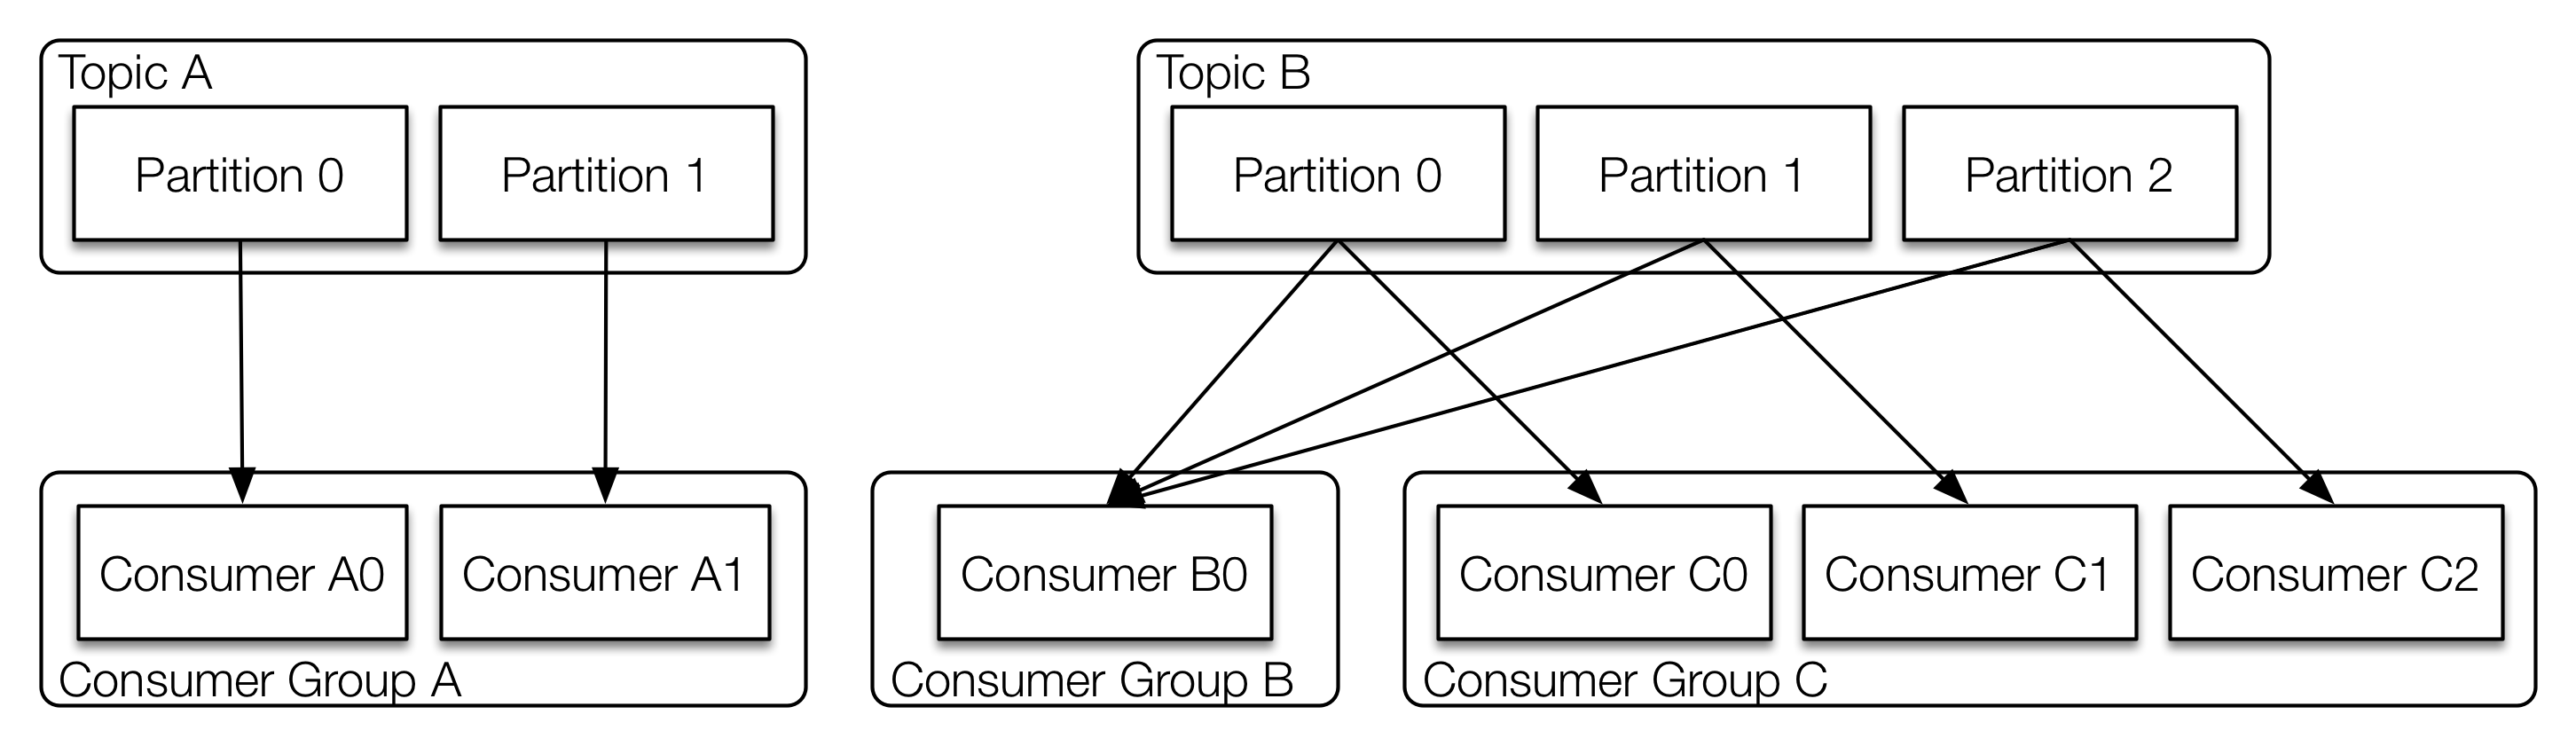 Topic A
Partition 0
Partition 1
Topic B
Partition 0
Partition 1
Partition 2
Consumer A0
Consumer A1
Consumer Group A
Consumer B0
Consumer Group B
Consumer C0
Consumer C1
Consumer C2
Consumer Group C